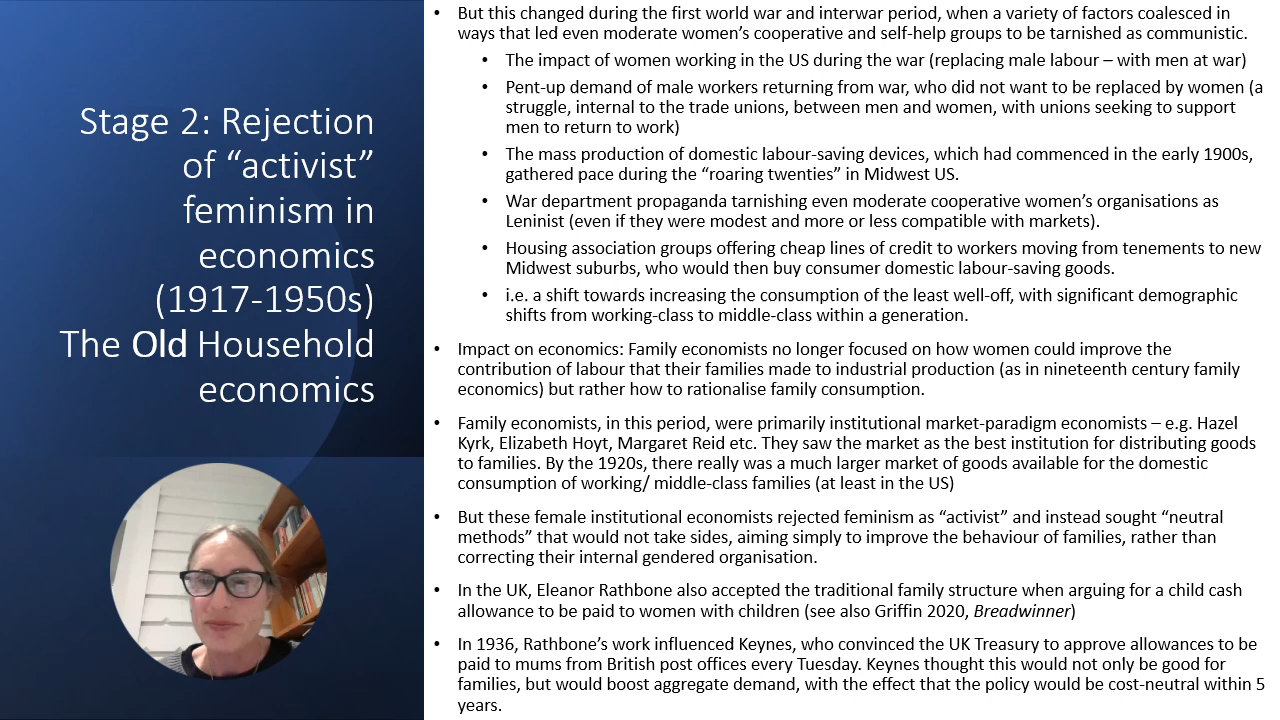 Stage 2: Rejection
of “activist”
feminism in
economics
(1917-1950s)
The Old Household
economics
• But this changed during the first world war and interwar period, when a variety of factors coalesced in
ways that led even moderate women’s cooperative and self-help groups to be tarnished as communistic.
• The impact of women working in the US during the war (replacing male labour – with men at war)
• Pent-up demand of male workers returning from war, who did not want to be replaced by women (a
struggle, internal to the trade unions, between men and women, with unions seeking to support
men to return to work)
• The mass production of domestic labour-saving devices, which had commenced in the early 1900s,
gathered pace during the “roaring twenties” in Midwest US.
• War department propaganda tarnishing even moderate cooperative women’s organisations as
Leninist (even if they were modest and more or less compatible with markets).
• Housing association groups offering cheap lines of credit to workers moving from tenements to new
Midwest suburbs, who would then buy consumer domestic labour-saving goods.
• i.e. a shift towards increasing the consumption of the least well-off, with significant demographic
shifts from working-class to middle-class within a generation.
• Impact on economics: Family economists no longer focused on how women could improve the
contribution of labour that their families made to industrial production (as in nineteenth century family
economics) but rather how to rationalise family consumption.
• Family economists, in this period, were primarily institutional market-paradigm economists – e.g. Hazel
Kyrk, Elizabeth Hoyt, Margaret Reid etc. They saw the market as the best institution for distributing goods
to families. By the 1920s, there really was a much larger market of goods available for the domestic
consumption of working/ middle-class families (at least in the US)
• But these female institutional economists rejected feminism as “activist” and instead sought “neutral
methods” that would not take sides, aiming simply to improve the behaviour of families, rather than
correcting their internal gendered organisation.
• In the UK, Eleanor Rathbone also accepted the traditional family structure when arguing for a child cash
allowance to be paid to women with children (see also Griffin 2020, Breadwinner)
• In 1936, Rathbone’s work influenced Keynes, who convinced the UK Treasury to approve allowances to be
paid to mums from British post offices every Tuesday. Keynes thought this would not only be good for
families, but would boost aggregate demand, with the effect that the policy would be cost-neutral within 5
years.